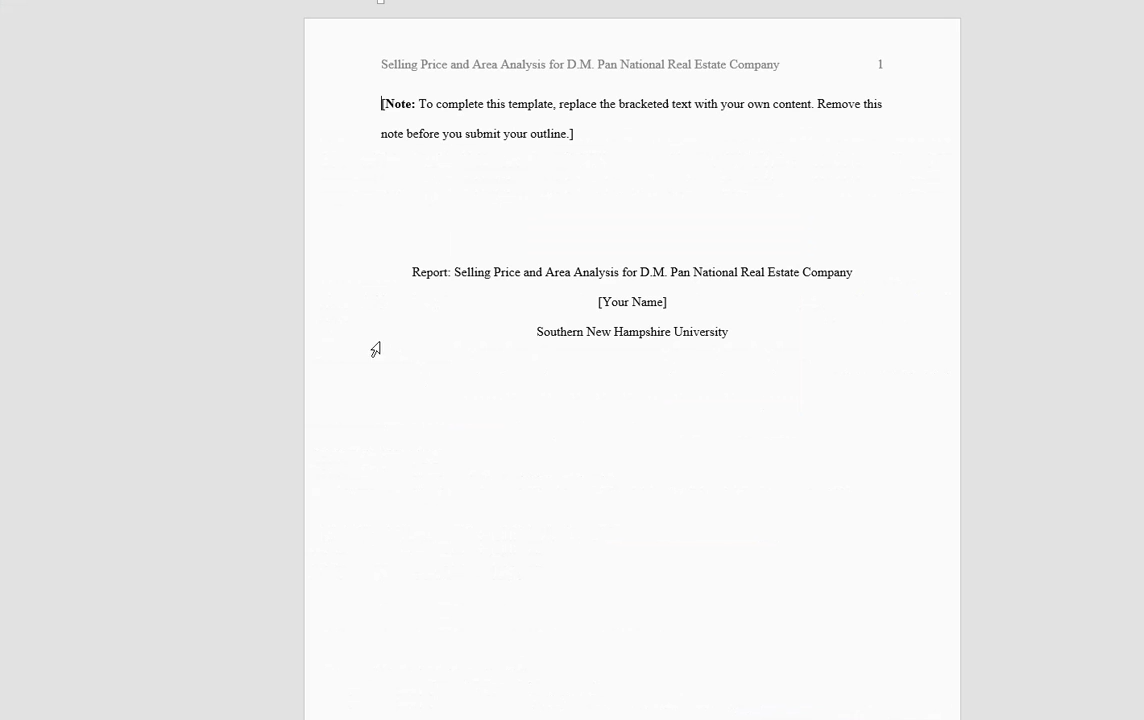 Selling Price and Area Analysis for D.M. Pan National Real Estate Company 1
[Note: To complete this template, replace the bracketed text with your own content. Remove this
note before you submit your outline.]
Report: Selling Price and Area Analysis for D.M. Pan National Real Estate Company
[Your Name]
Southern New Hampshire University